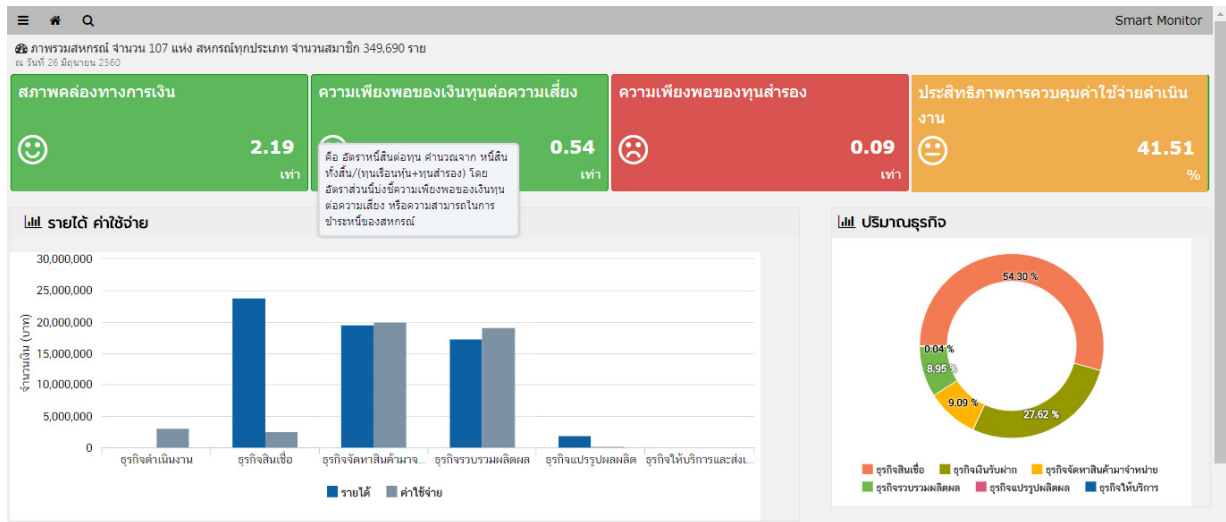 Smart Monitor
ภาพรวมสหกรณ์ จำนวน 107 แห่ง สหกรณ์ทุกประเภท จำนวนสมาชิก 349,690 ราย
ณ วันที่ 26 มิถุนายน 2560
สภาพคล่องทางการเงิน
2.19
เท่า
ความเพียงพอของเงินทุนต่อความเสี่ยง
0.54
เท่า
คือ อัตราหนี้สินต่อทุน คำนวณจาก หนี้สิน
ทั้งสิ้น/(ทุนเรือนหุ้น+ทุนสำรอง) โดย
อัตราส่วนนี้บ่งชี้ความเพียงพอของเงินทุน
ต่อความเสี่ยง หรือความสามารถในการ
ชำระหนี้ของสหกรณ์
ความเพียงพอของทุนสำรอง
0.09
เท่า
ประสิทธิภาพการควบคุมค่าใช้จ่ายดำเนิน
งาน
41.51
%
รายได้ ค่าใช้จ่าย
จำนวนเงิน (บาท)
30,000,000
25,000,000
20,000,000
15,000,000
10,000,000
5,000,000
0
ธุรกิจดำเนินงาน
ธุรกิจสินเชื่อ
ธุรกิจจัดหาสินค้ามาจ...
ธุรกิจรวบรวมผลิตผล
ธุรกิจแปรรูปผลผลิต
ธุรกิจให้บริการและส่งเ...
รายได้ ค่าใช้จ่าย
ปริมาณธุรกิจ
54.30 %
0.04 %
8.95 %
9.09 %
27.62 %
ธุรกิจสินเชื่อ ธุรกิจเงินรับฝาก ธุรกิจจัดหาสินค้ามาจำหน่าย
ธุรกิจรวบรวมผลิตผล ธุรกิจแปรรูปผลิตผล ธุรกิจให้บริการ